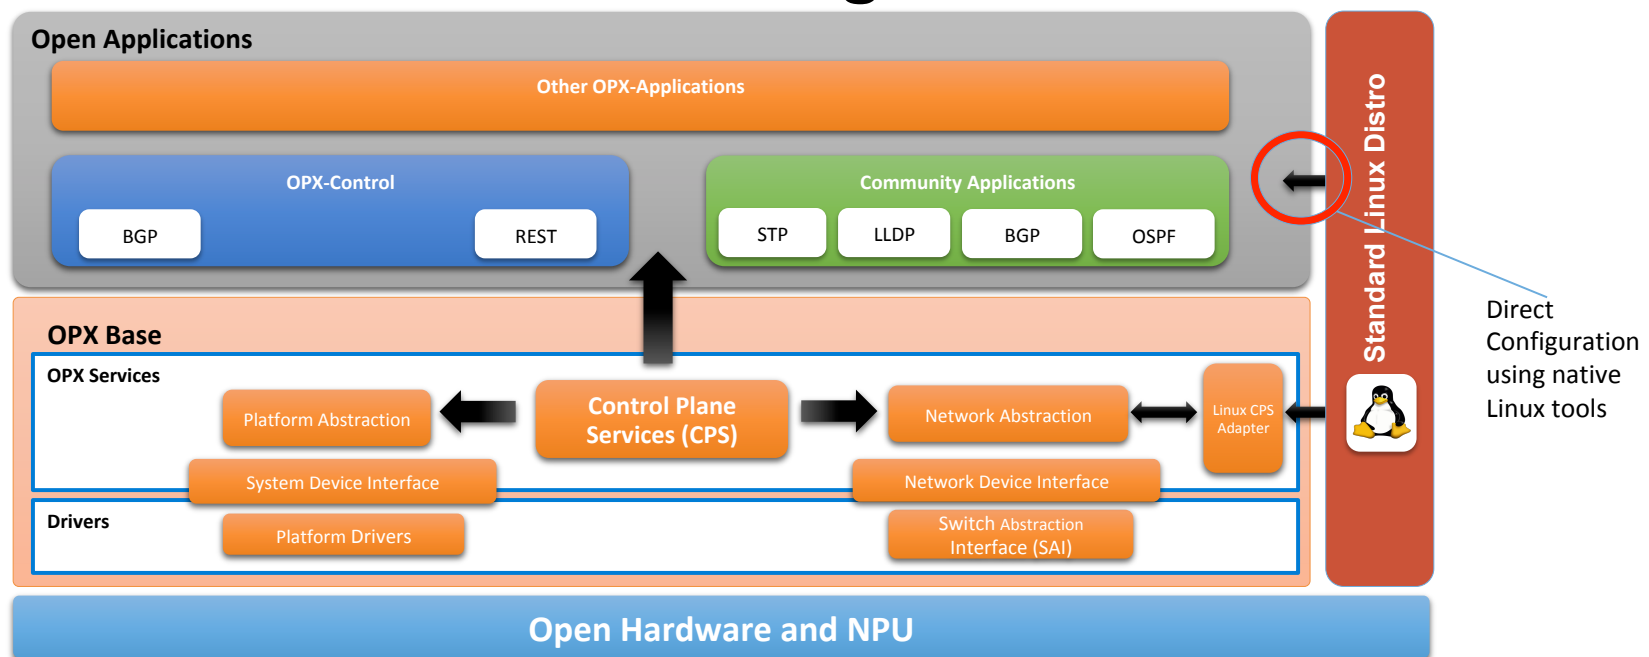 Open Applications
Other OPX-Applications
OPX-Control
BGP
REST
Community Applications
STP
LLDP
BGP
OSPF
Standard Linux Distro
Direct
Configuration
using native
Linux tools
OPX Base
OPX Services
Platform Abstraction
Control Plane
Services (CPS)
Network Abstraction
Linux CPS
Adapter
System Device Interface
Network Device Interface
Drivers
Platform Drivers
Switch Abstraction
Interface (SAI)
Open Hardware and NPU